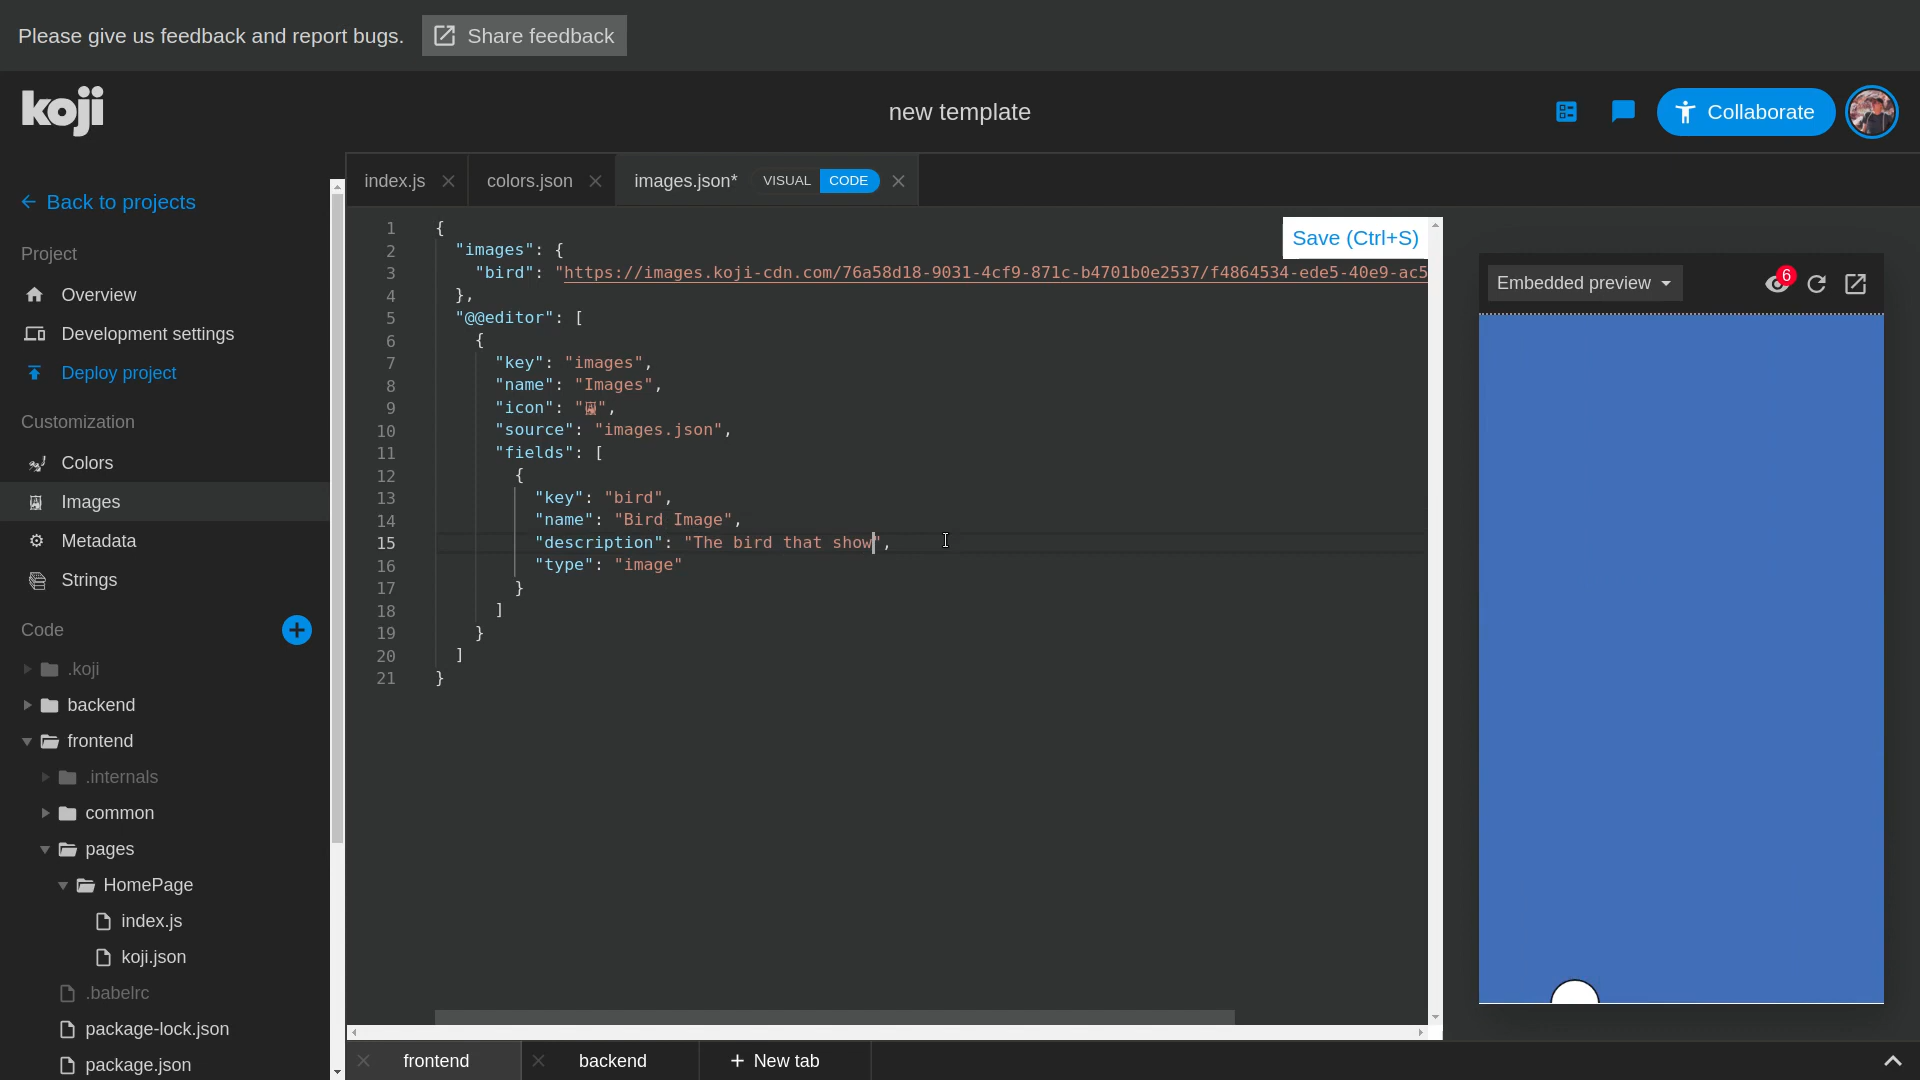 Please give us feedback and report bugs. Share feedback
koji
new template
Collaborate
Back to projects
Project
Overview
Development settings
Deploy project
Customization
Colors
Images
Metadata
Strings
Code
.koji
backend
frontend
.internals
common
pages
HomePage
index.js
koji.json
.babelrc
package-lock.json
package.json
index.js
colors.json
images.json* VISUAL CODE
Save (Ctrl+S)
1 {
2 "images": {
3 "bird": "https://images.koji-cdn.com/76a58d18-9031-4cf9-871c-b4701b0e2537/f4864534-ede5-40e9-ac5
4 },
5 "@@editor": [
6 {
7 "key": "images",
8 "name": "Images",
9 "icon": "🖼",
10 "source": "images.json",
11 "fields": [
12 {
13 "key": "bird",
14 "name": "Bird Image",
15 "description": "The bird that show",
16 "type": "image"
17 }
18 ]
19 }
20 ]
21 }
Embedded preview
6
frontend
backend
+ New tab